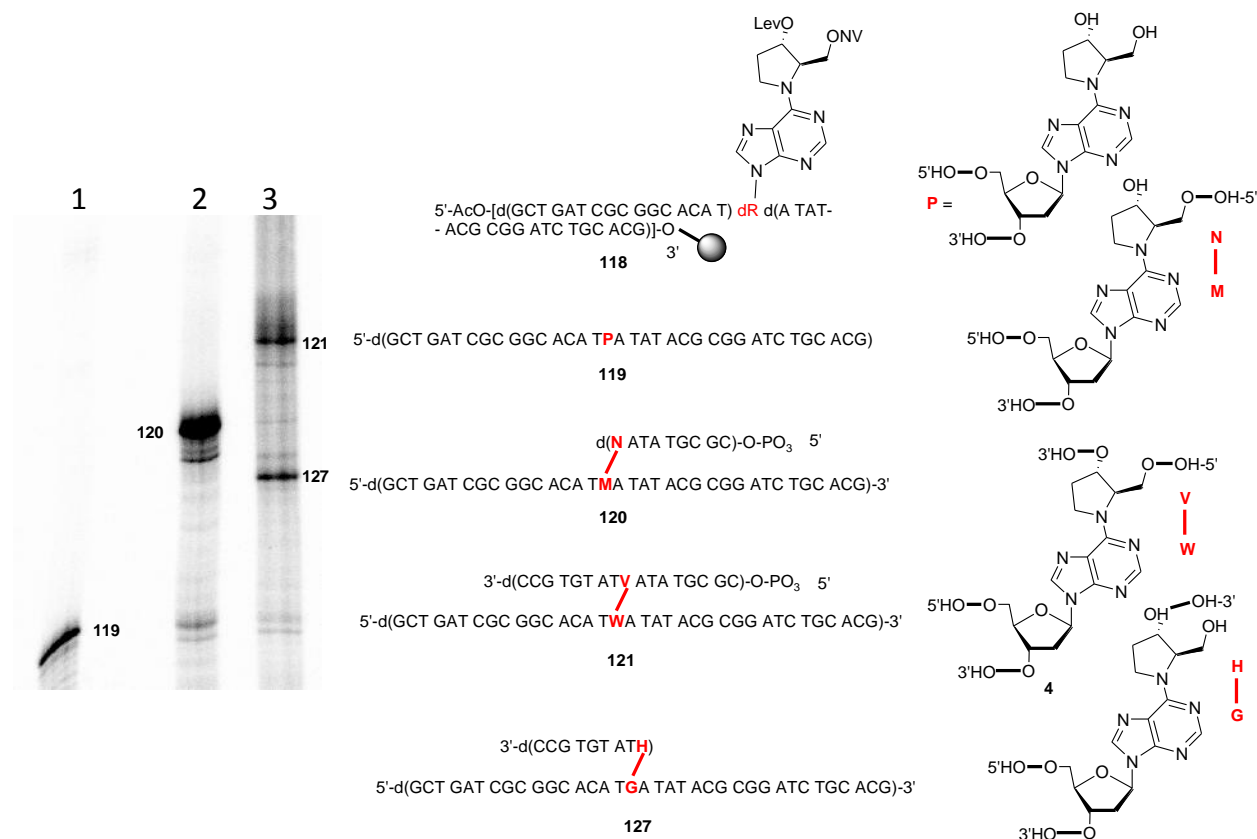 1
2
3
119
120
121
127
LevO
ONV
N
N
N
N
N
N
5'-AcO-[d(GCT GAT CGC GGC ACA T) dR d(A TAT-
- ACG CGG ATC TGC ACG)]-O
3'
118
5'-d(GCT GAT CGC GGC ACA TPA TAT ACG CGG ATC TGC ACG)
119
d(N ATA TGC GC)-O-PO3 5'
5'-d(GCT GAT CGC GGC ACA TMA TAT ACG CGG ATC TGC ACG)-3'
120
3'-d(CCG TGT ATV ATA TGC GC)-O-PO3 5'
5'-d(GCT GAT CGC GGC ACA TWA TAT ACG CGG ATC TGC ACG)-3'
121
3'-d(CCG TGT ATH)
5'-d(GCT GAT CGC GGC ACA TGA TAT ACG CGG ATC TGC ACG)-3'
127
OH
OH
N
N
N
N
N
5'HO
O
O
3'HO
O
P =
OH
O
OH-5'
N
M
N
N
N
N
N
5'HO
O
O
3'HO
O
3'HO
O
O
OH-5'
V
W
N
N
N
N
N
5'HO
O
O
3'HO
O
4
OH
OH-3'
OH
H
G
N
N
N
N
N
5'HO
O
O
3'HO
O